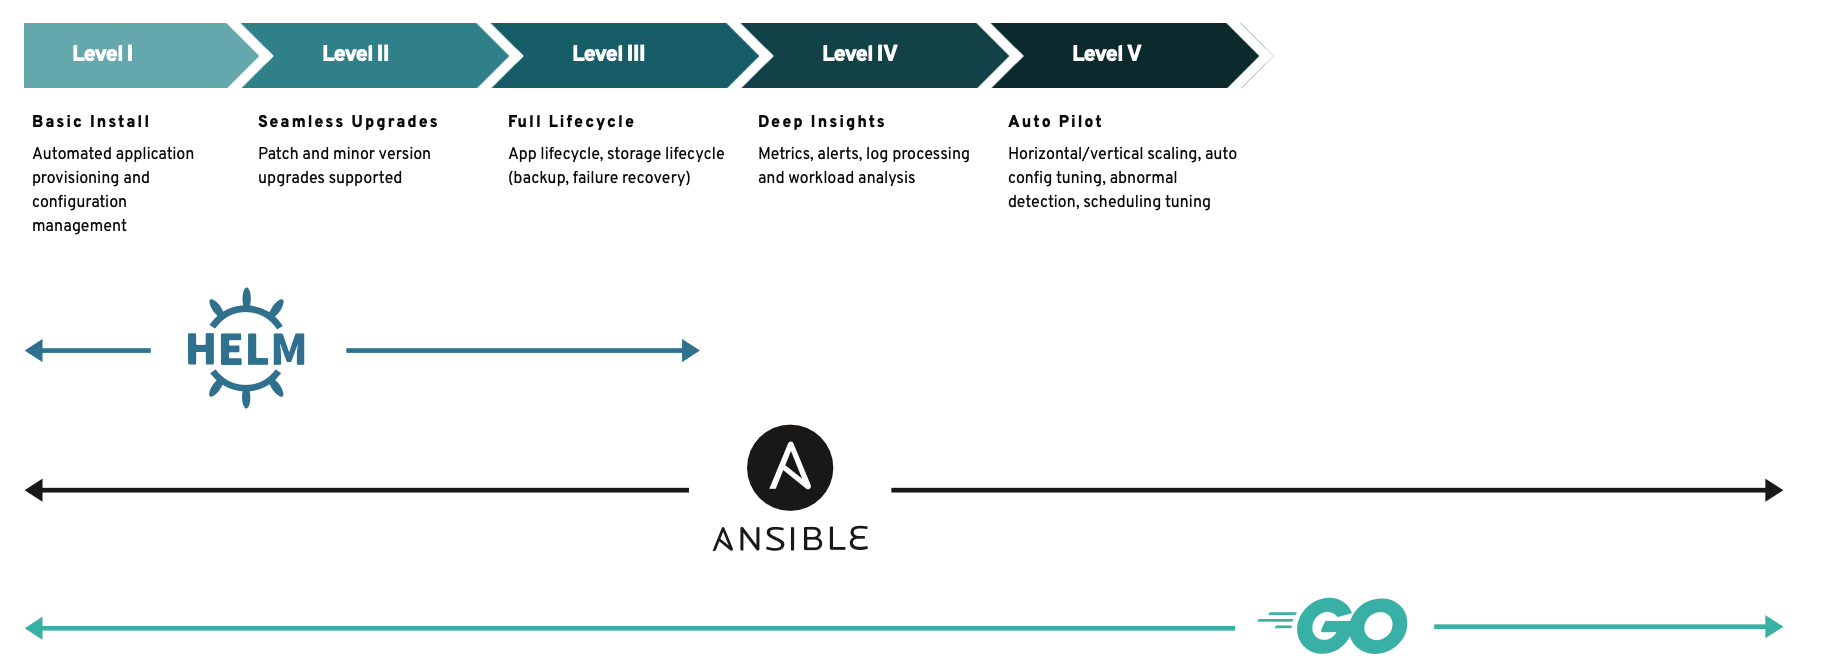 Level I
Level II
Level III
Level IV
Level V
Basic Install
Automated application
provisioning and
configuration
management
Seamless Upgrades
Patch and minor version
upgrades supported
Full Lifecycle
App lifecycle, storage lifecycle
(backup, failure recovery)
Deep Insights
Metrics, alerts, log processing
and workload analysis
Auto Pilot
Horizontal/vertical scaling, auto
config tuning, abnormal
detection, scheduling tuning
HELM
A
ANSIBLE
GO